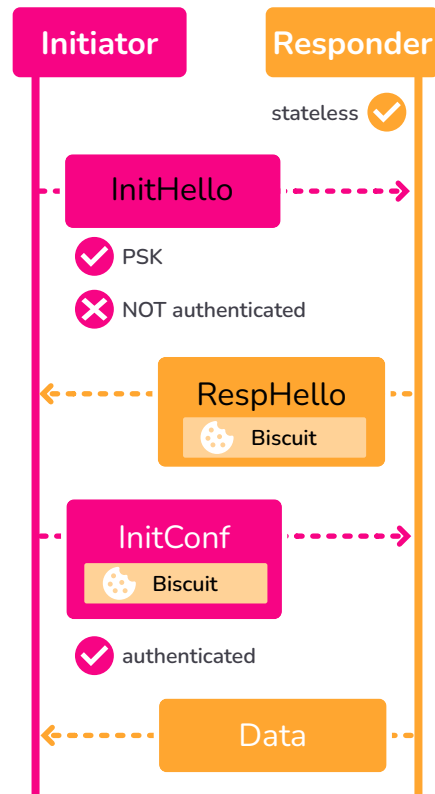 Initiator
Responder
stateless
InitHello
PSK
NOT authenticated
RespHello
Biscuit
InitConf
Biscuit
authenticated
Data